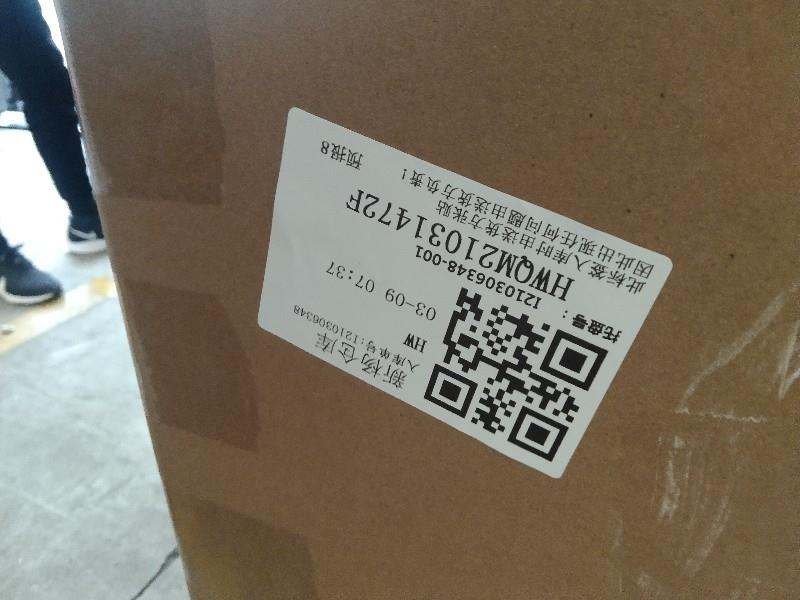 新杨仓库
入库单号:I210306348
HW
03-09 07:37
托盘号:
I210306348-001
HWQM21031472F
此标签入库时由送货方张贴
因此出现任何问题由送货方负责!
预报8